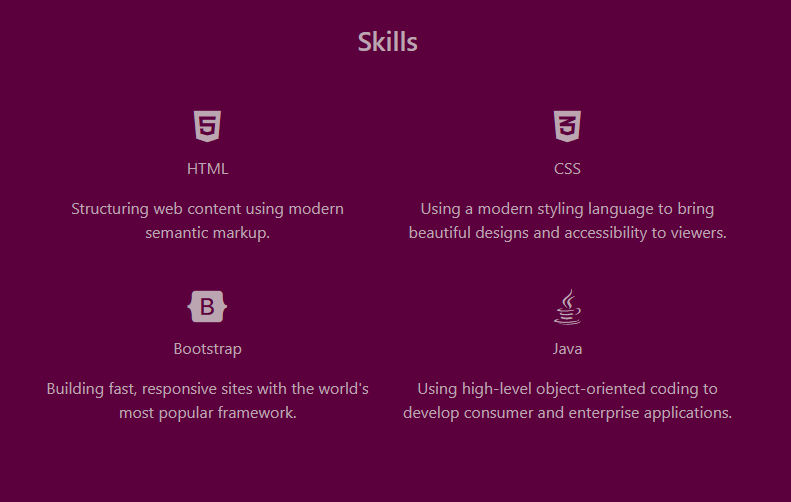 Skills
HTML
Structuring web content using modern
semantic markup.
CSS
Using a modern styling language to bring
beautiful designs and accessibility to viewers.
B
Bootstrap
Building fast, responsive sites with the world's
most popular framework.
Java
Using high-level object-oriented coding to
develop consumer and enterprise applications.